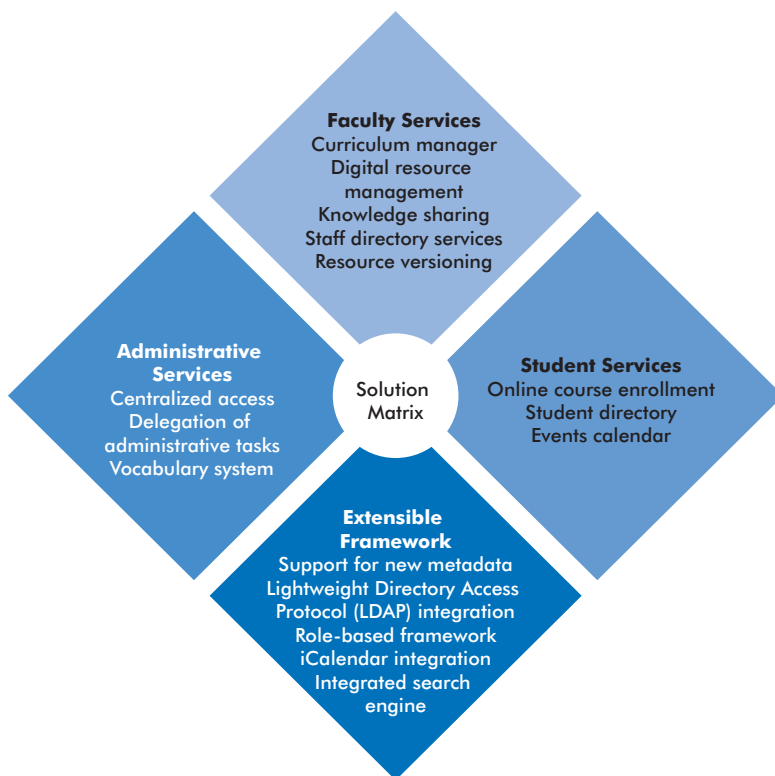 Faculty Services
Curriculum manager
Digital resource
management
Knowledge sharing
Staff directory services
Resource versioning
Administrative
Services
Centralized access
Delegation of
administrative tasks
Vocabulary system
Solution
Matrix
Student Services
Online course enrollment
Student directory
Events calendar
Extensible
Framework
Support for new metadata
Lightweight Directory Access
Protocol (LDAP) integration
Role-based framework
iCalendar integration
Integrated search
engine